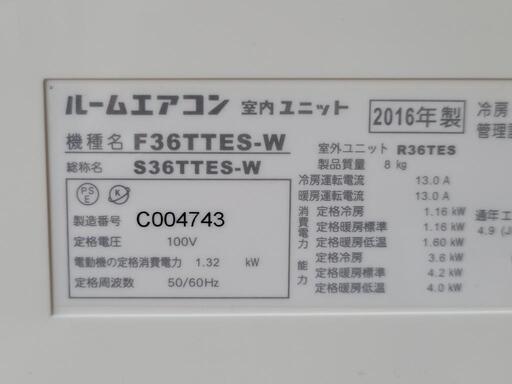 ルームエアコン 室内ユニット 2016年製 冷房
管理
機種名 F36TTES-W 室外ユニット R36TES
総称名 S36TTES-W 製品質量 8 kg
PS
E
K
製造番号 C004743
定格電圧 100V
電動機の定格消費電力 1.32 kW
定格周波数 50/60Hz
冷房運転電流 13.0 A
暖房運転電流 13.0 A
消費電力 定格冷房 1.16 kW
定格暖房標準 1.16 kW
定格暖房低温 1.60 kW
能力 定格冷房 3.6 kW
定格暖房標準 4.2 kW
定格暖房低温 4.0 kW
通年エ
4.9 (J